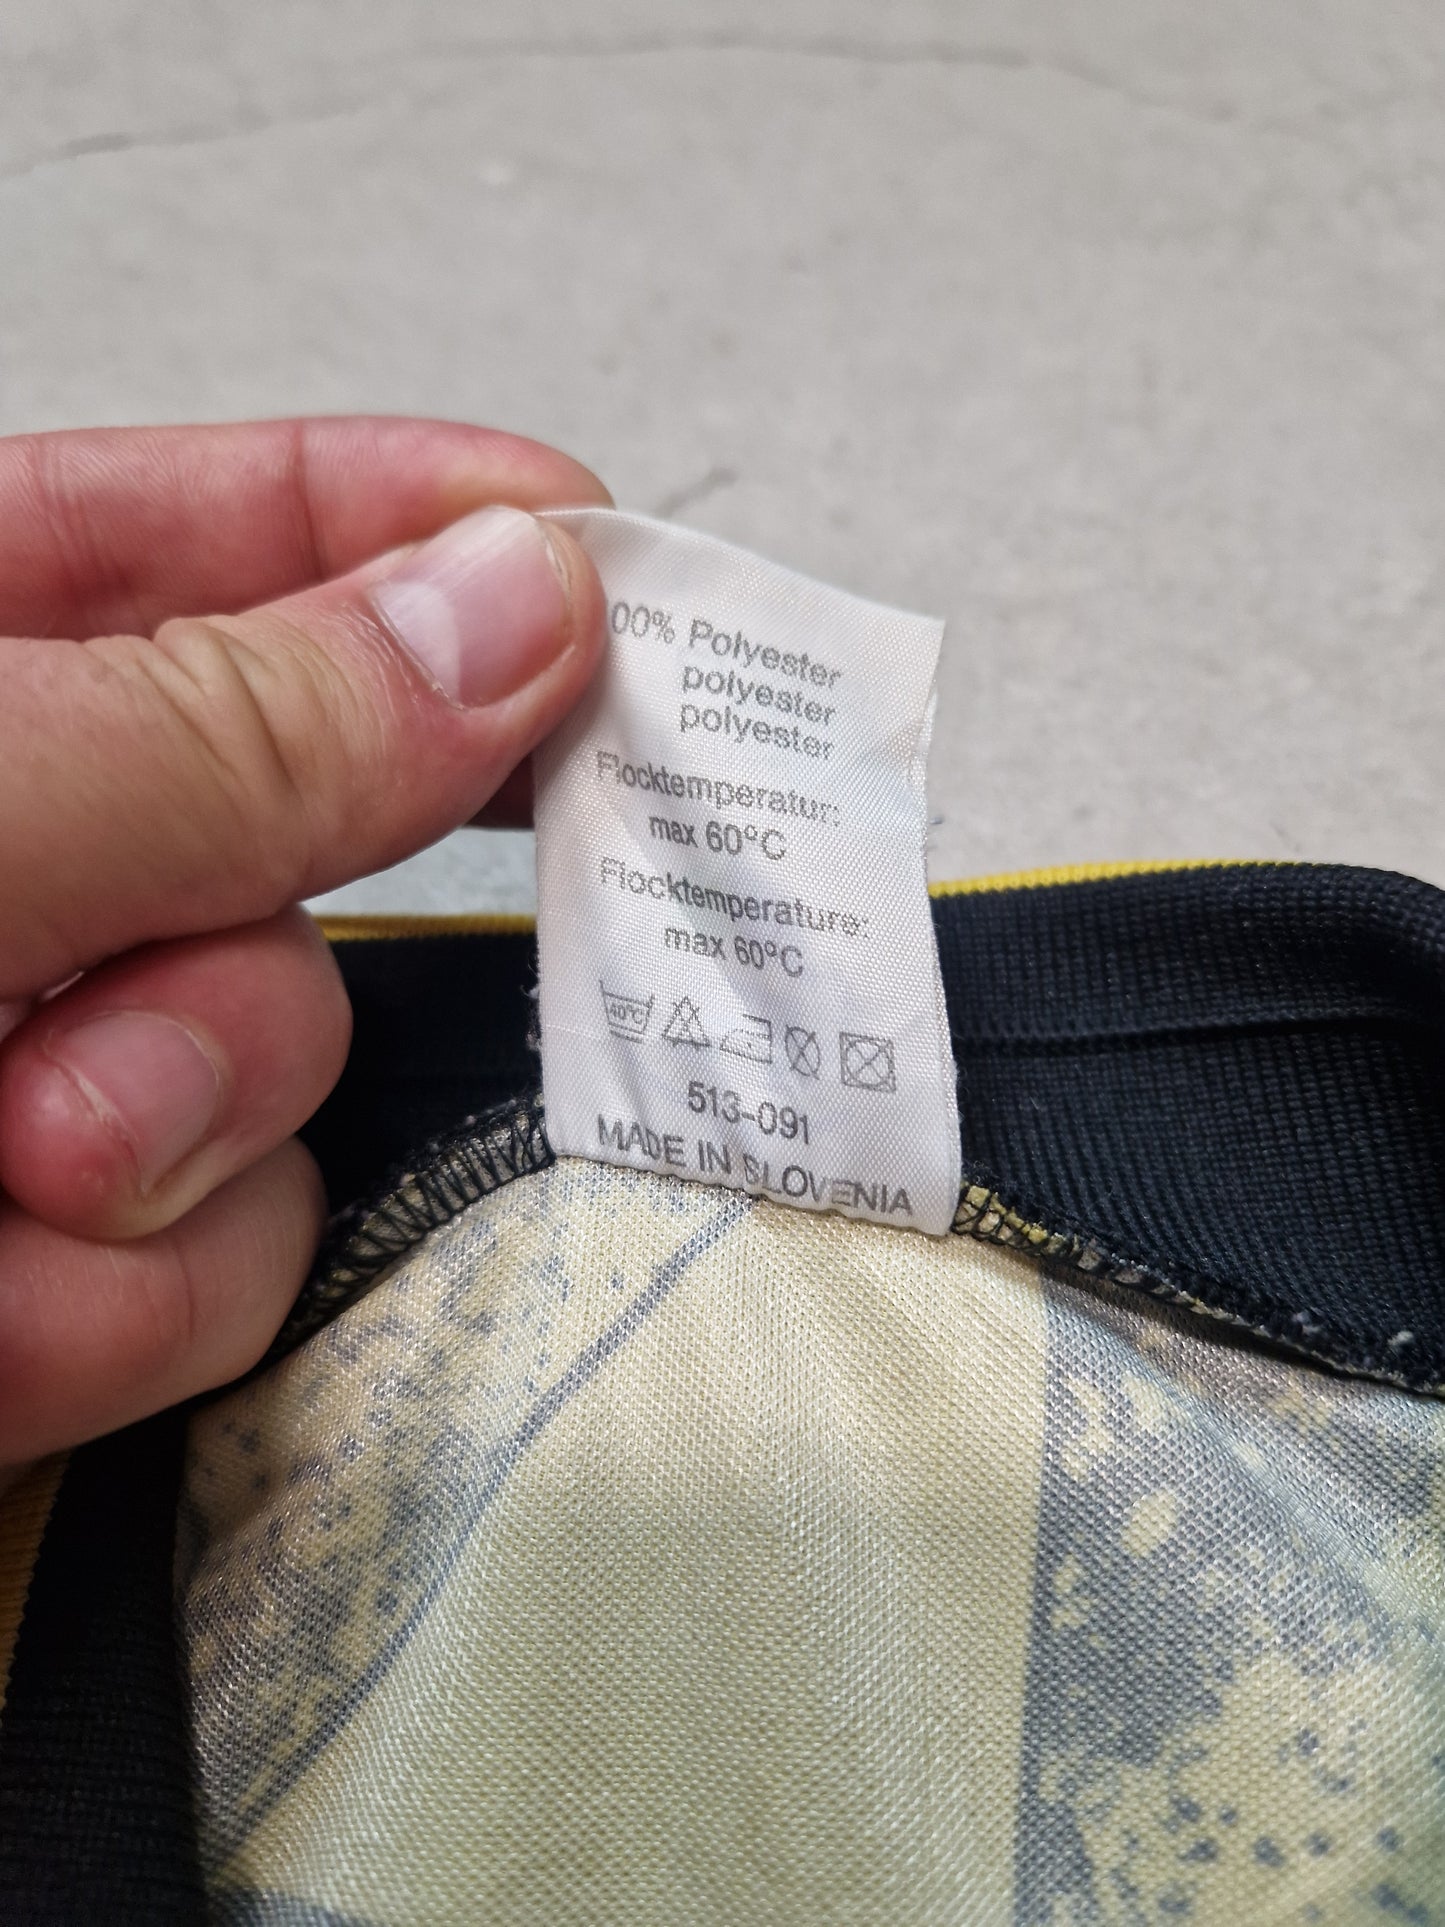 00% Polyester
polyester
polyester
Flocktemperatur:
max 60°C
Flocktemperature:
max 60°C
40°C
513-091
MADE IN SLOVENIA